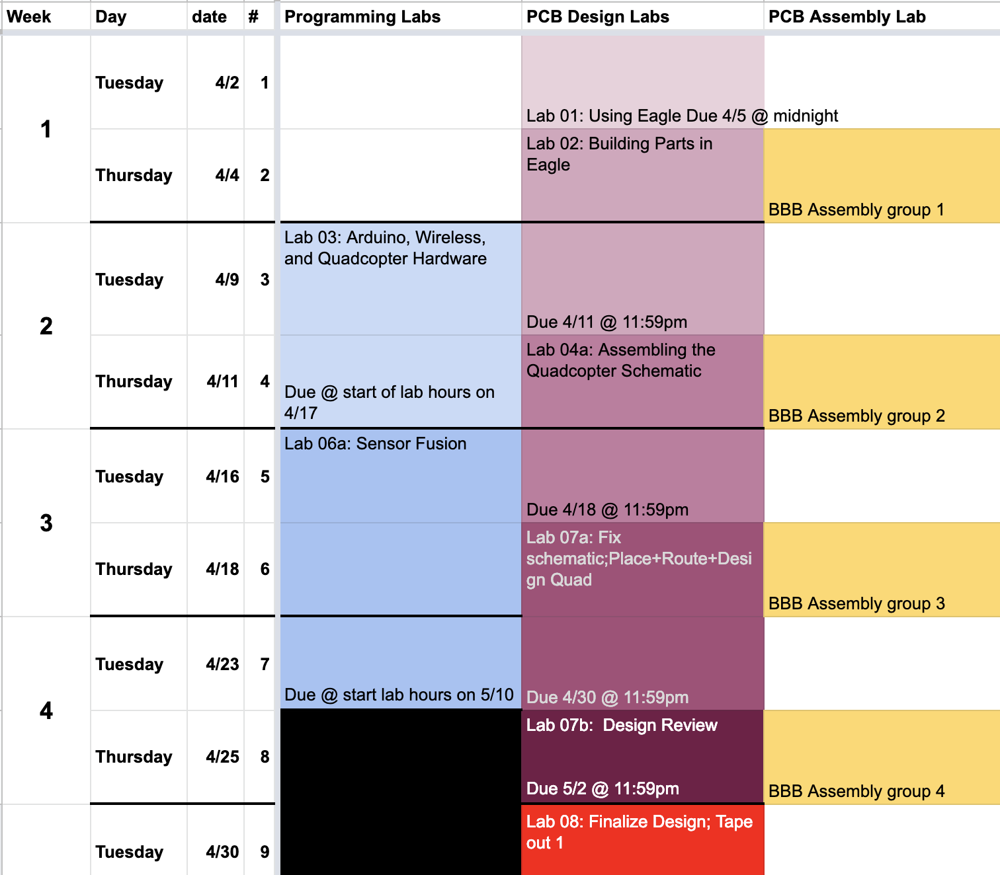 Week Day date # Programming Labs PCB Design Labs PCB Assembly Lab
1
Tuesday 4/2 1
Lab 01: Using Eagle Due 4/5 @ midnight
Thursday 4/4 2
Lab 02: Building Parts in
Eagle
BBB Assembly group 1
2
Tuesday 4/9 3
Lab 03: Arduino, Wireless,
and Quadcopter Hardware
Due 4/11 @ 11:59pm
Thursday 4/11 4
Due @ start of lab hours on
4/17
Lab 04a: Assembling the
Quadcopter Schematic
BBB Assembly group 2
3
Tuesday 4/16 5
Lab 06a: Sensor Fusion
Due 4/18 @ 11:59pm
Thursday 4/18 6
Lab 07a: Fix
schematic;Place+Route+Desi
gn Quad
BBB Assembly group 3
4
Tuesday 4/23 7
Due @ start lab hours on 5/10
Due 4/30 @ 11:59pm
Thursday 4/25 8
Lab 07b:  Design Review
Due 5/2 @ 11:59pm
BBB Assembly group 4
Tuesday 4/30 9
Lab 08: Finalize Design; Tape
out 1